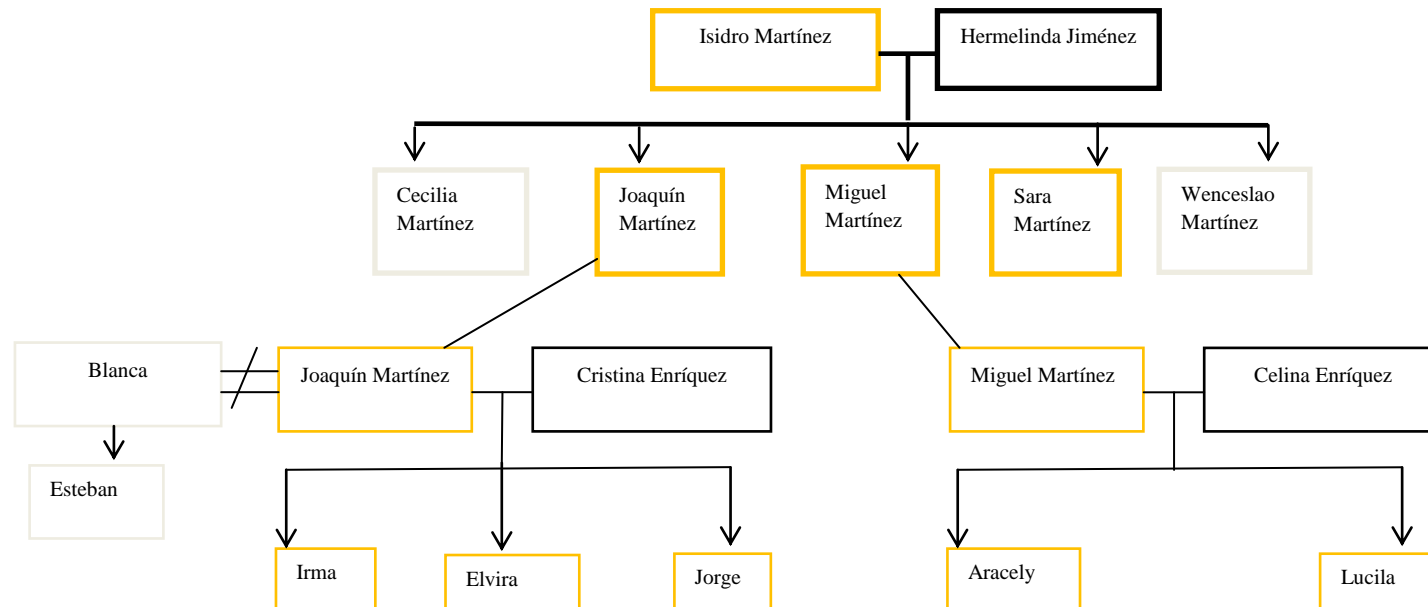 Isidro Martínez
Hermelinda Jiménez
Cecilia
Martínez
Joaquín
Martínez
Miguel
Martínez
Sara
Martínez
Wenceslao
Martínez
Blanca
Joaquín Martínez
Cristina Enríquez
Miguel Martínez
Celina Enríquez
Esteban
Irma
Elvira
Jorge
Aracely
Lucila